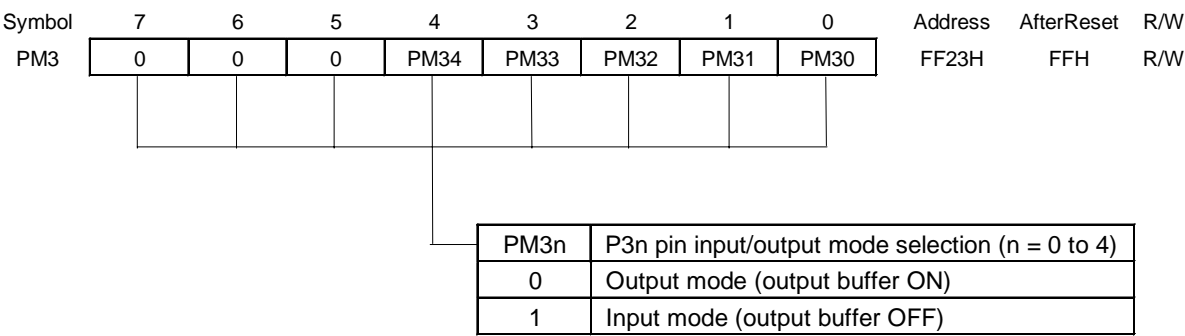 Symbol 7 6 5 4 3 2 1 0 Address AfterReset R/W
PM3 0 0 0 PM34 PM33 PM32 PM31 PM30 FF23H FFH R/W
PM3n P3n pin input/output mode selection (n = 0 to 4)
0 Output mode (output buffer ON)
1 Input mode (output buffer OFF)